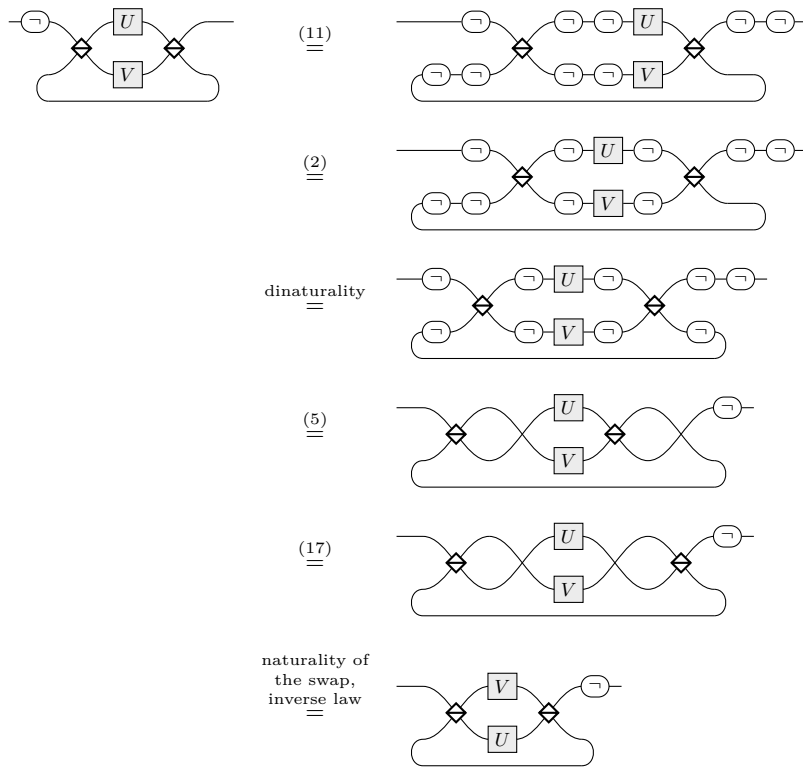 ¬ U (11) ¬ ¬ ¬ U ¬ ¬
V = ¬ ¬ ¬ ¬ V
(2) ¬ ¬ U ¬ ¬ ¬
= ¬ ¬ ¬ V ¬
dinaturality ¬ ¬ U ¬ ¬ ¬
= ¬ ¬ V ¬ ¬
(5) U ¬
= V
(17) U ¬
= V
naturality of
the swap, V ¬
inverse law
= U